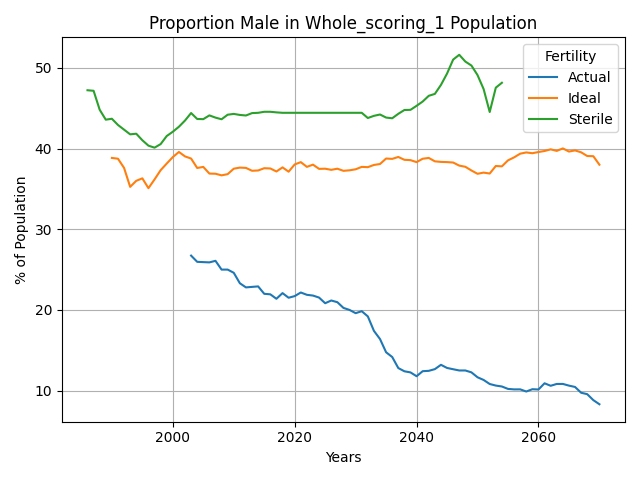 Proportion Male in Whole_scoring_1 Population
Fertility
Actual
Ideal
Sterile
% of Population
50
40
30
20
10
2000 2020 2040 2060
Years